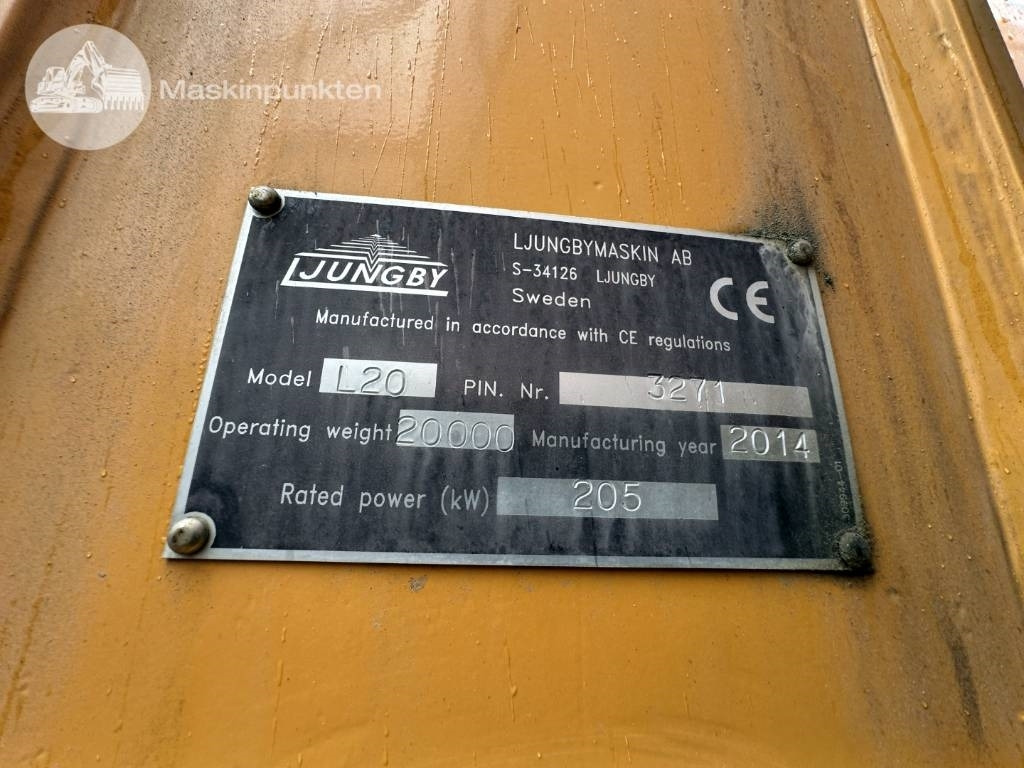 Maskinpunkten
LJUNGBY
LJUNGBYMASKIN AB
S-34126 LJUNGBY
Sweden
CE
Manufactured in accordance with CE regulations
Model L20 PIN. Nr. 3271
Operating weight 20000 Manufacturing year 2014
Rated power (kW) 205